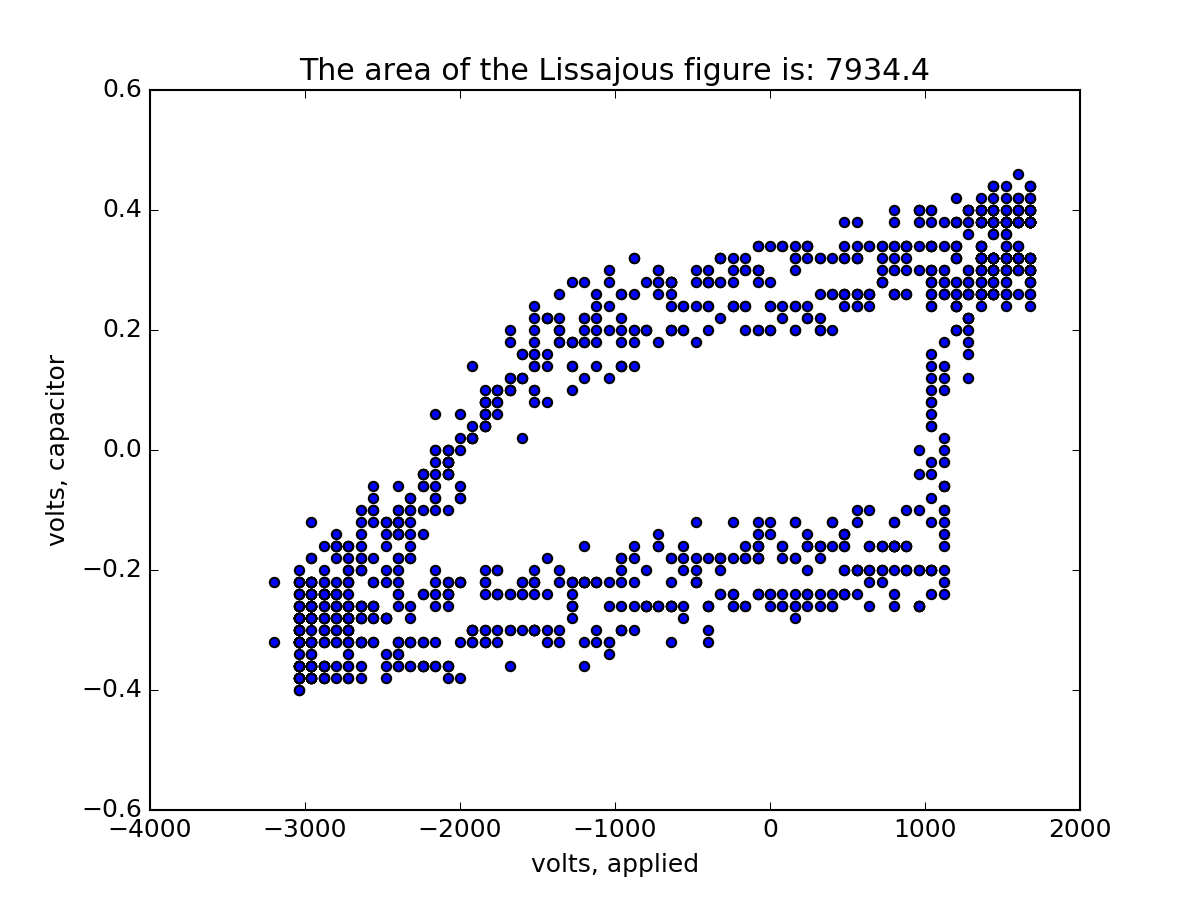 The area of the Lissajous figure is: 7934.4
0.6
0.4
0.2
0.0
−0.2
−0.4
−0.6
volts, capacitor
−4000 −3000 −2000 −1000 0 1000 2000
volts, applied